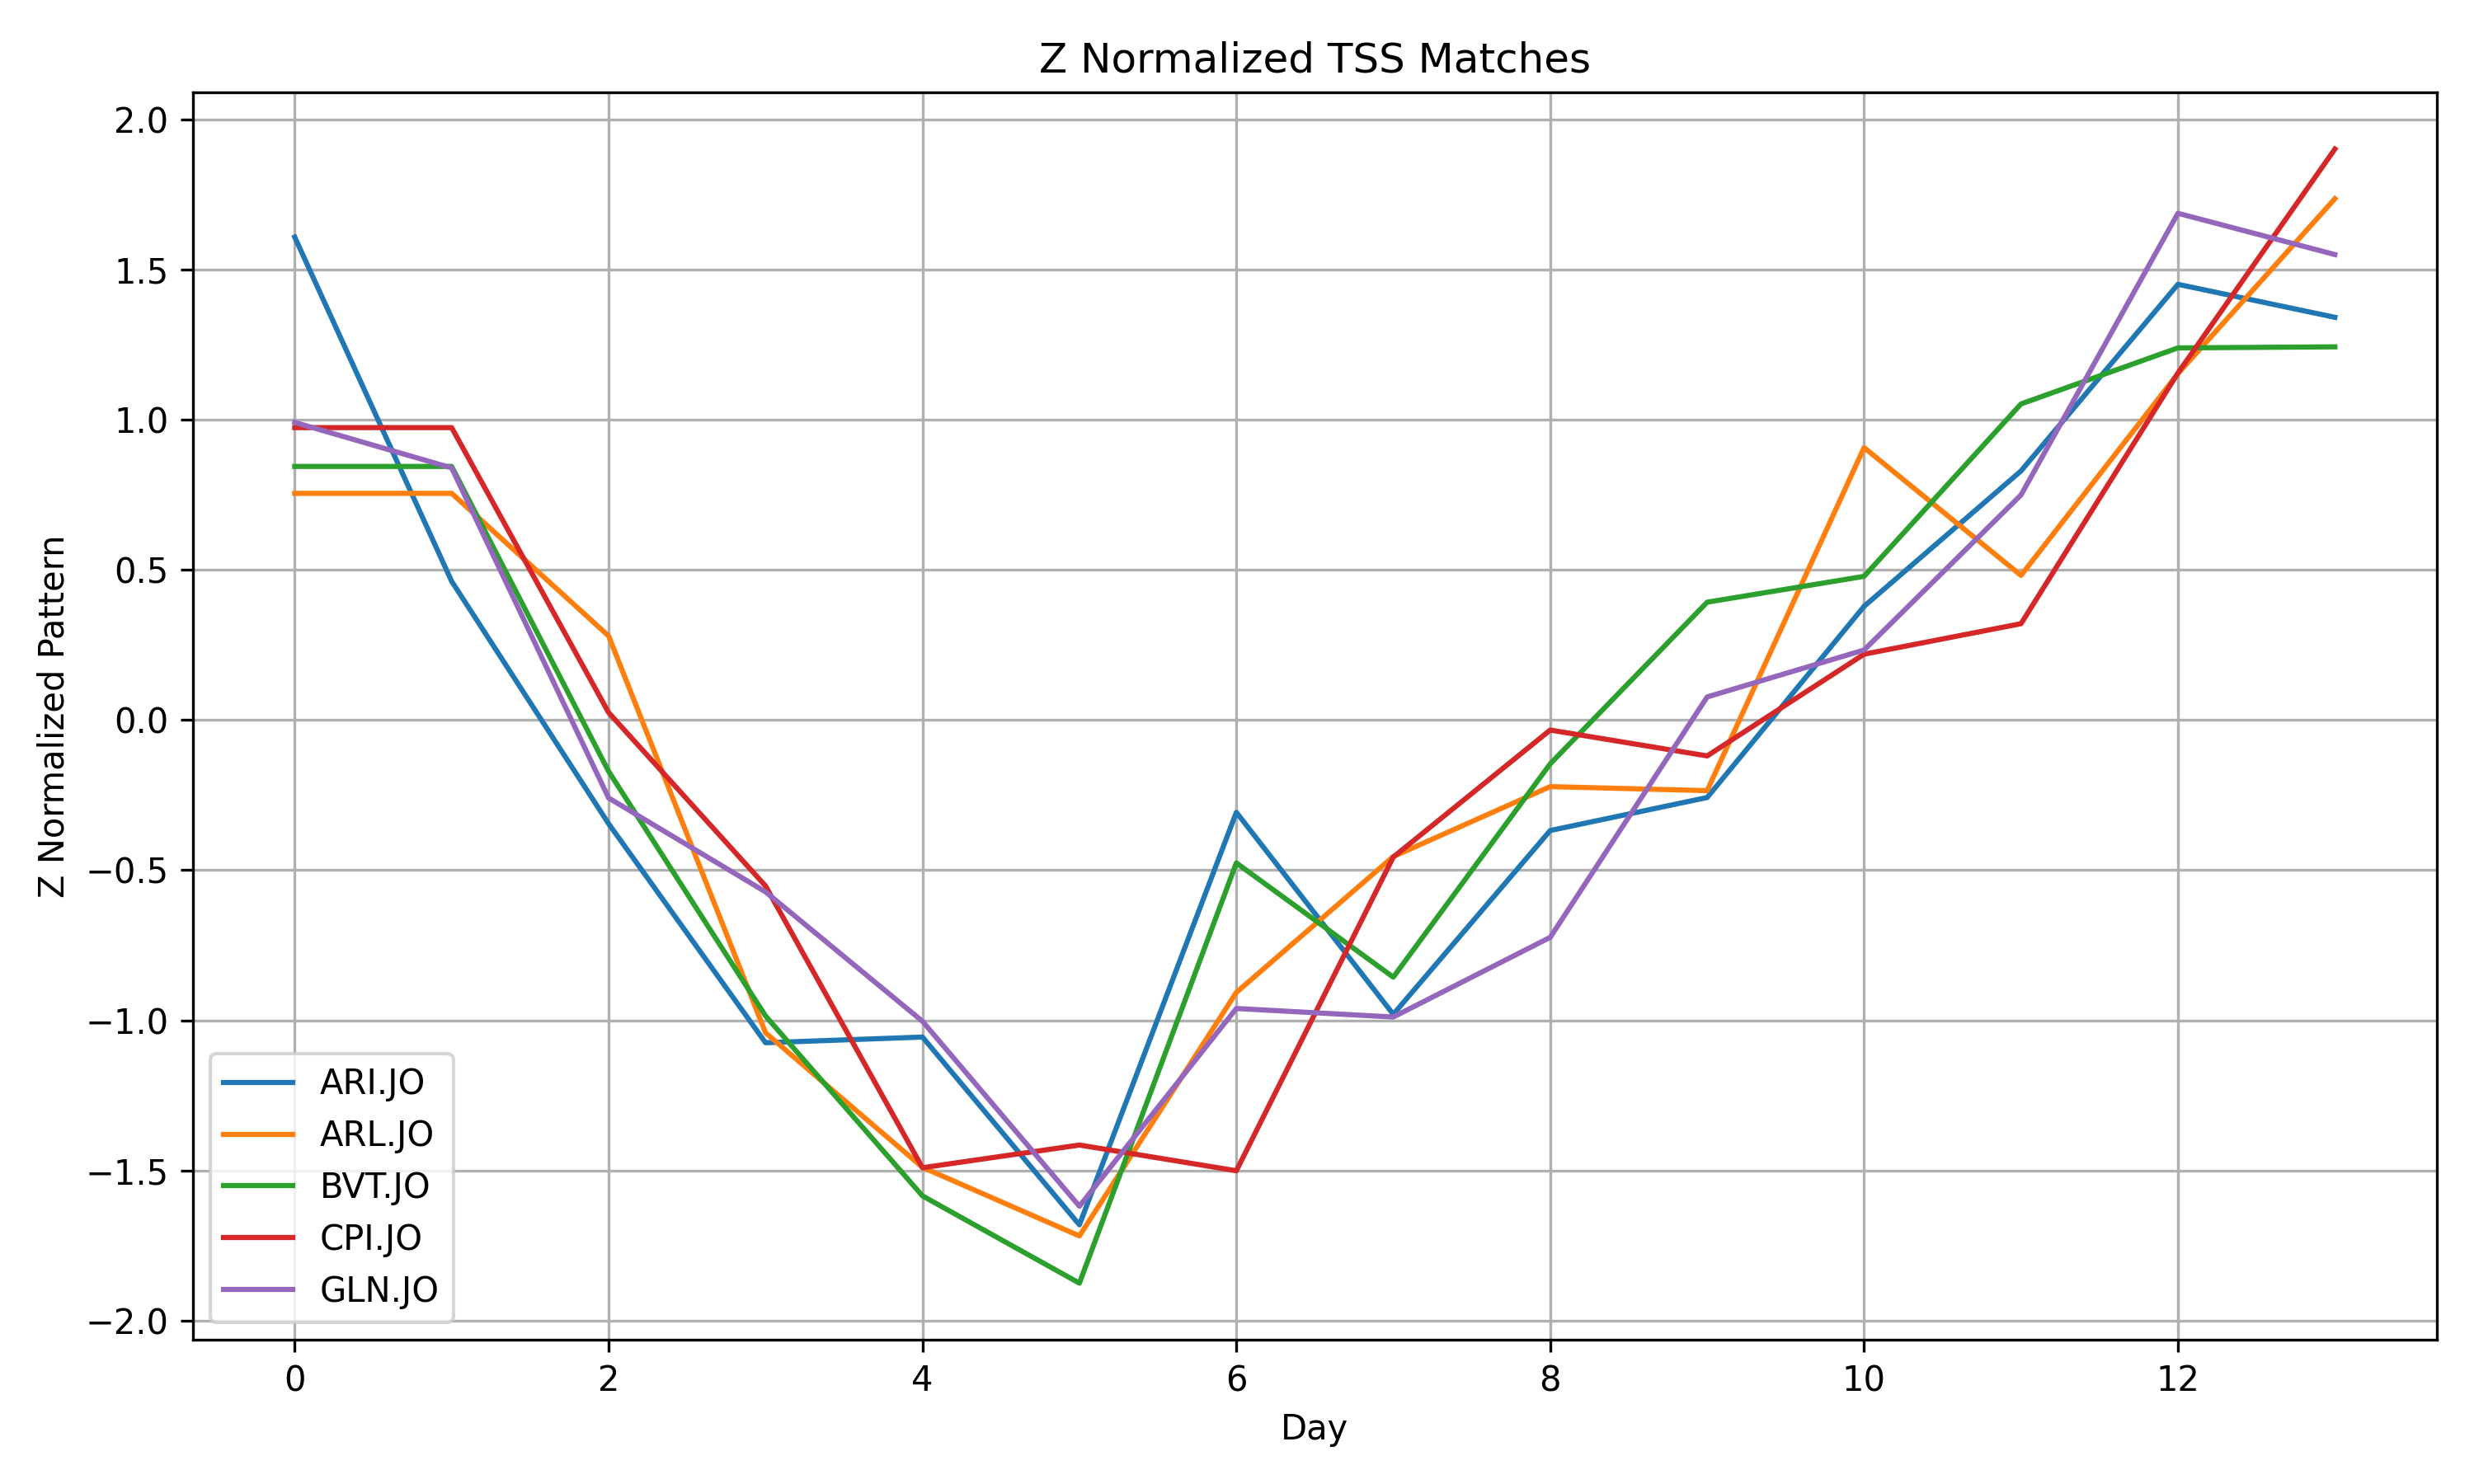 Z Normalized TSS Matches
Z Normalized Pattern
2.0
1.5
1.0
0.5
0.0
−0.5
−1.0
−1.5
−2.0
ARI.JO
ARL.JO
BVT.JO
CPI.JO
GLN.JO
0 2 4 6 8 10 12
Day